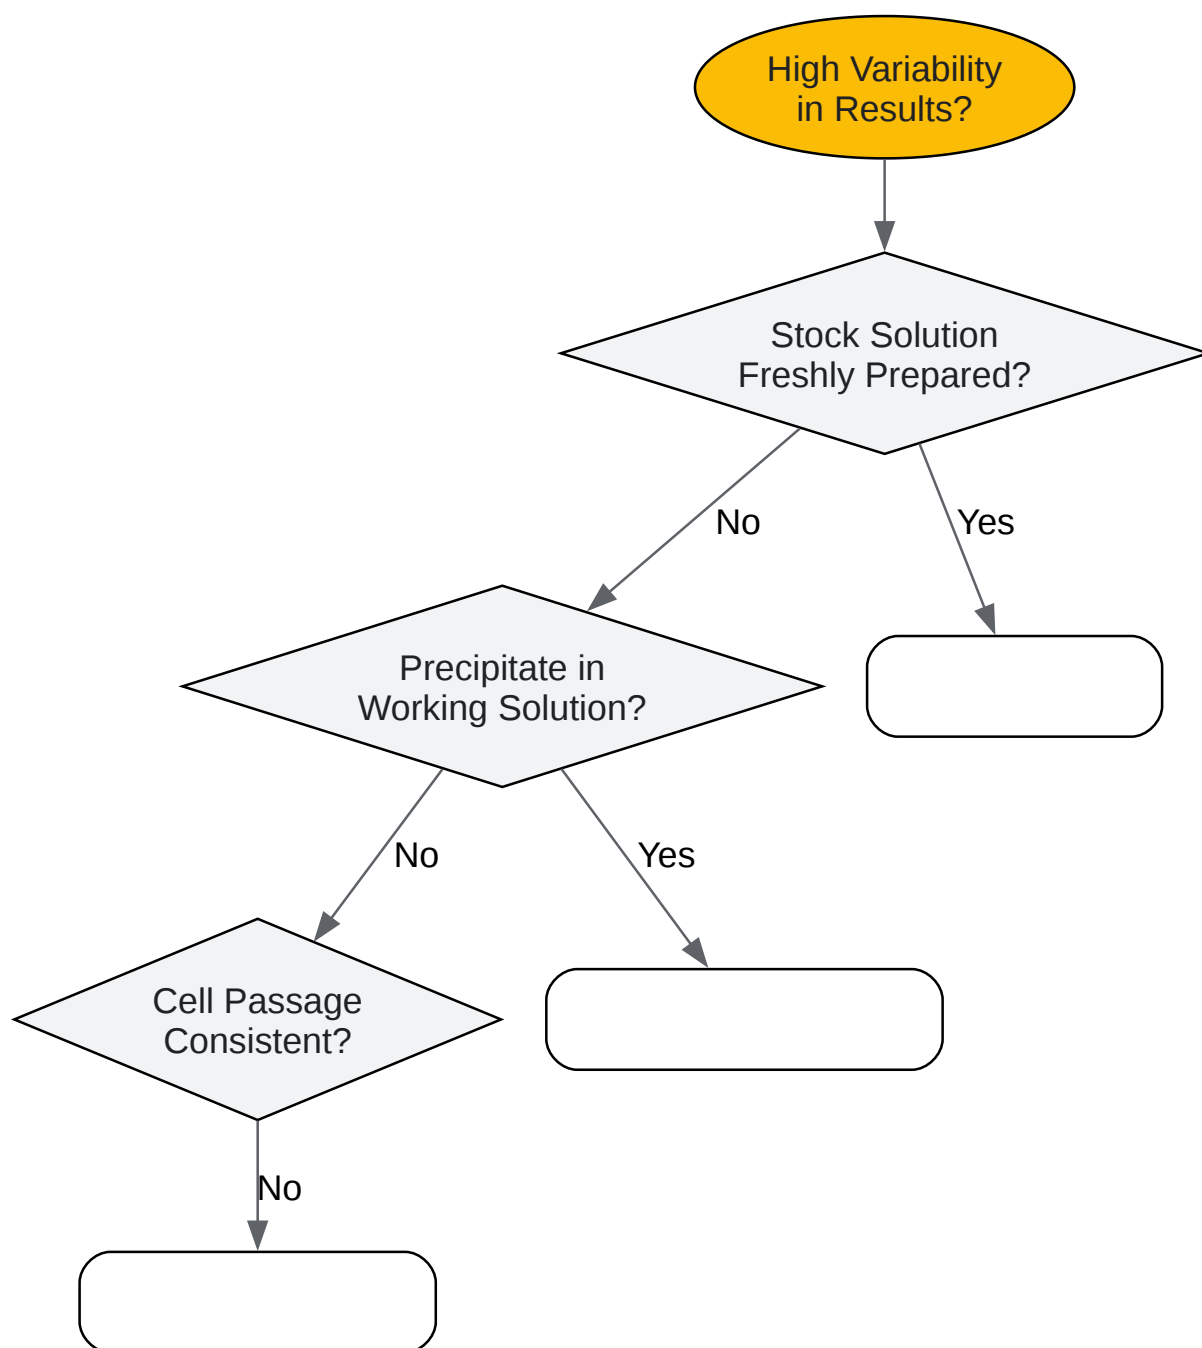 High Variability
in Results?
Stock Solution
Freshly Prepared?
No
Yes
Precipitate in
Working Solution?
No
Yes
Cell Passage
Consistent?
No